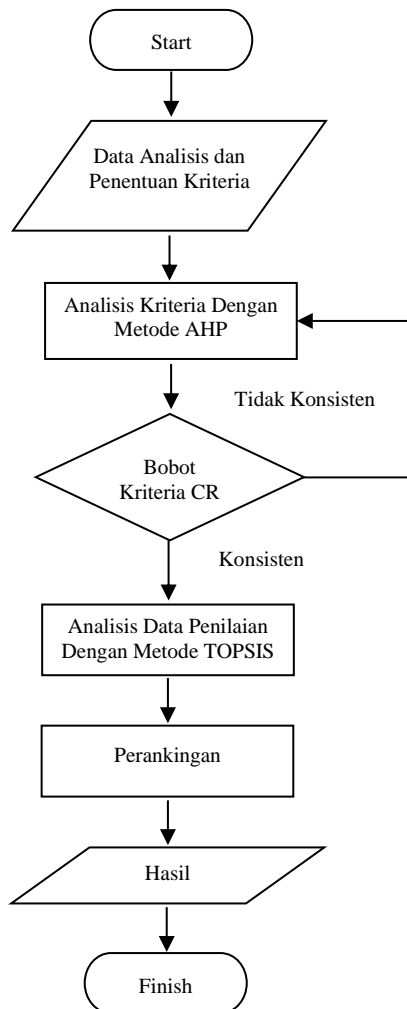 Start
Data Analisis dan
Penentuan Kriteria
Analisis Kriteria Dengan
Metode AHP
Tidak Konsisten
Bobot
Kriteria CR
Konsisten
Analisis Data Penilaian
Dengan Metode TOPSIS
Perankingan
Hasil
Finish